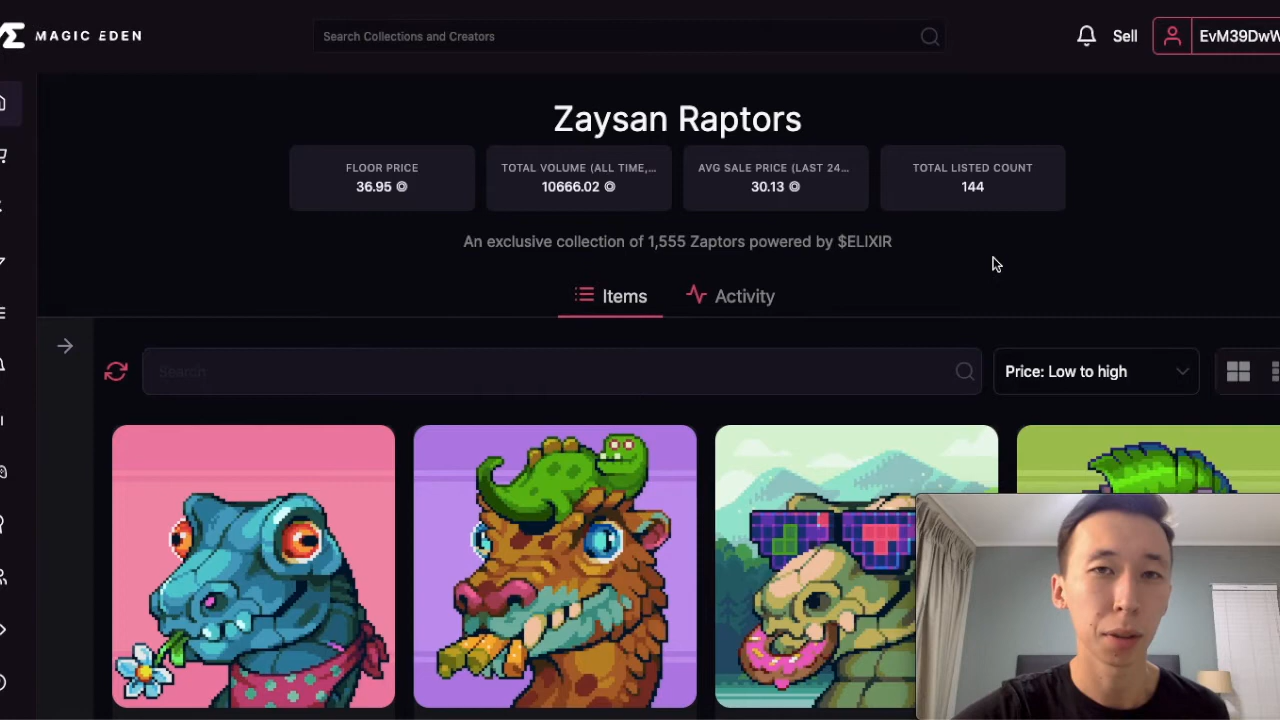 MAGIC EDEN
Search Collections and Creators
Sell
EvM39DwW
Zaysan Raptors
FLOOR PRICE
36.95
TOTAL VOLUME (ALL TIME,...
10666.02
AVG SALE PRICE (LAST 24...
30.13
TOTAL LISTED COUNT
144
An exclusive collection of 1,555 Zaptors powered by $ELIXIR
Items
Activity
Search
Price: Low to high